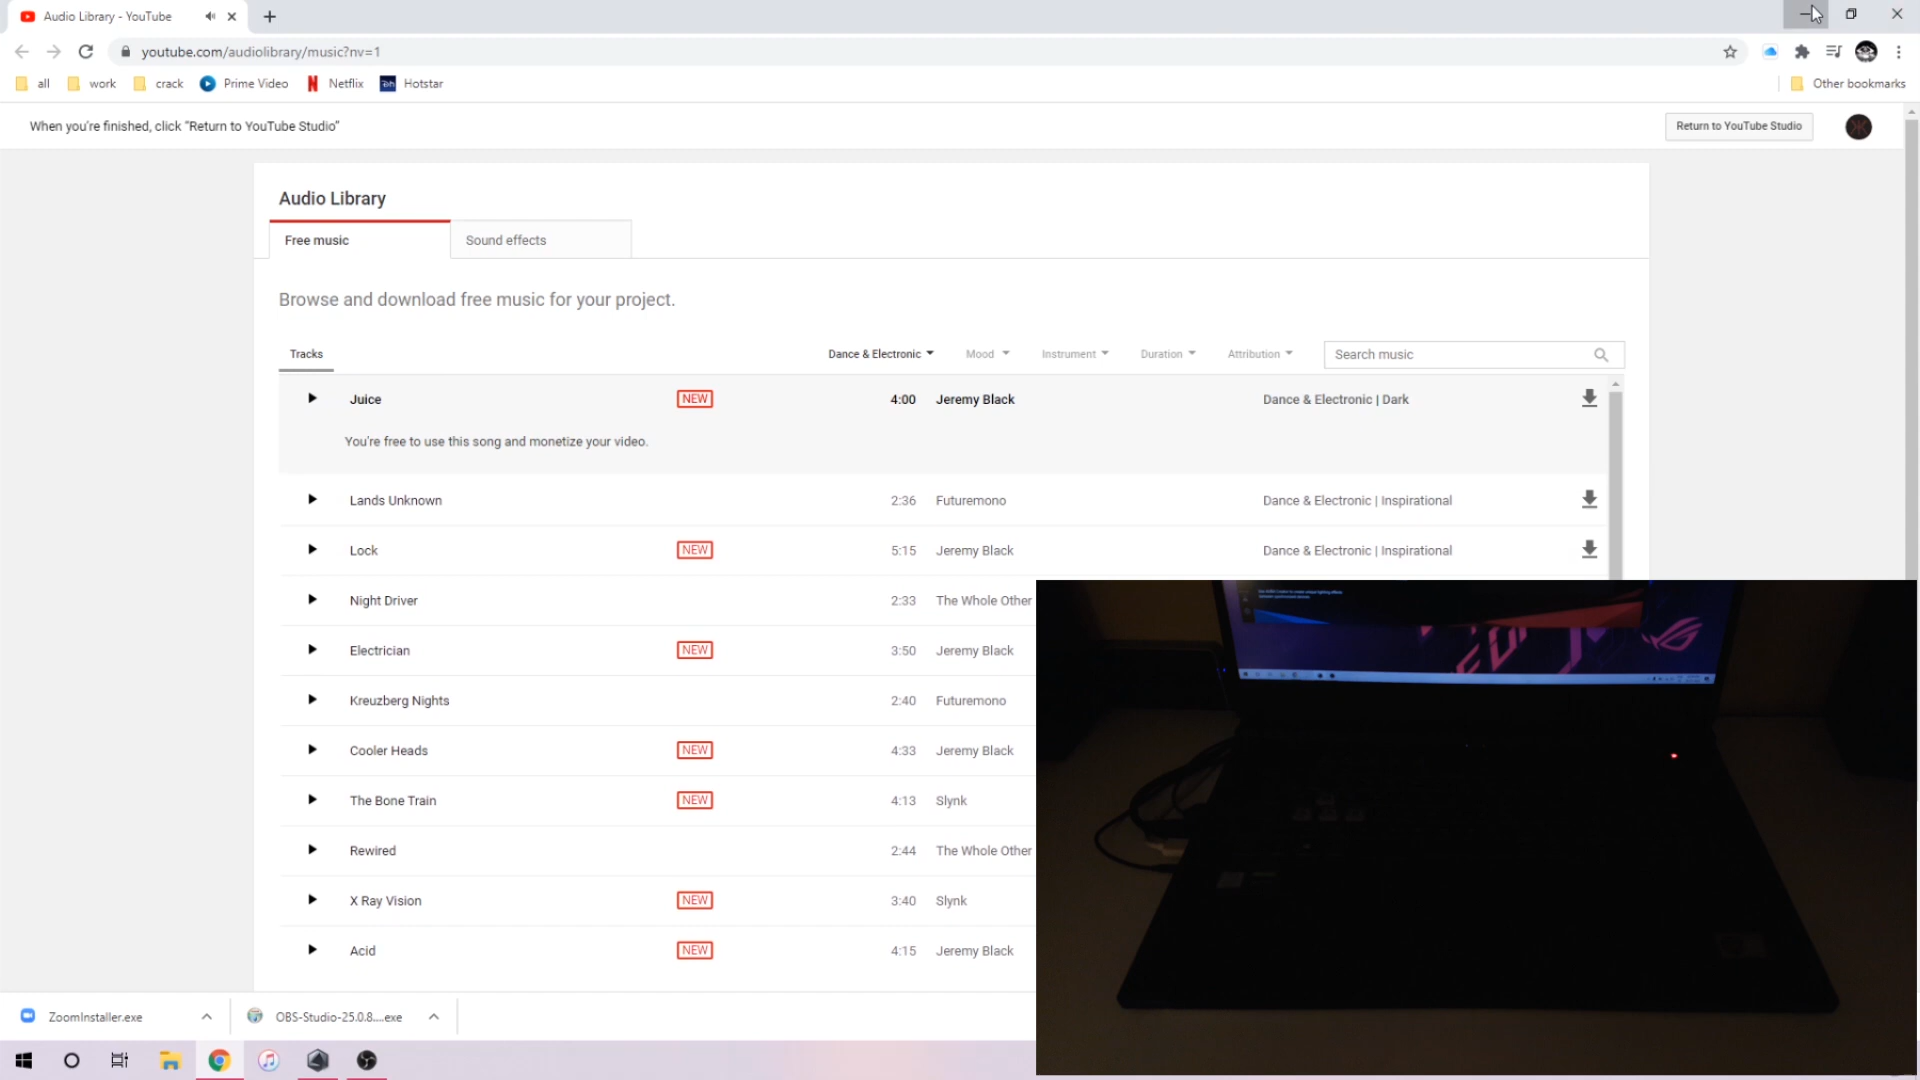 Audio Library - YouTube
youtube.com/audiolibrary/music?nv=1
all work crack Prime Video Netflix Hotstar Other bookmarks
When you're finished, click "Return to YouTube Studio" Return to YouTube Studio
Audio Library
Free music Sound effects
Browse and download free music for your project.
Tracks Dance & Electronic Mood Instrument Duration Attribution Search music
Juice NEW 4:00 Jeremy Black Dance & Electronic | Dark
You're free to use this song and monetize your video.
Lands Unknown 2:36 Futuremono Dance & Electronic | Inspirational
Lock NEW 5:15 Jeremy Black Dance & Electronic | Inspirational
Night Driver 2:33 The Whole Other
Electrician NEW 3:50 Jeremy Black
Kreuzberg Nights 2:40 Futuremono
Cooler Heads NEW 4:33 Jeremy Black
The Bone Train NEW 4:13 Slynk
Rewired 2:44 The Whole Other
X Ray Vision NEW 3:40 Slynk
Acid NEW 4:15 Jeremy Black
ZoomInstaller.exe OBS-Studio-25.0.8....exe